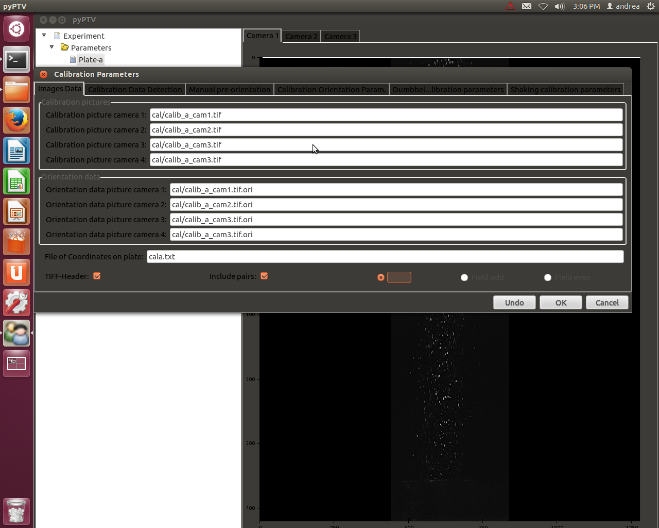 pyPTV
3:06 PM
andrea
pyPTV
Experiment
Parameters
Plate-a
Camera 1
Camera 2
Camera 3
Calibration Parameters
Images Data
Calibration Data Detection
Manual pre-orientation
Calibration Orientation Param.
Dumbbel...libration parameters
Shaking calibration parameters
Calibration pictures
Calibration picture camera 1: cal/calib_a_cam1.tif
Calibration picture camera 2: cal/calib_a_cam2.tif
Calibration picture camera 3: cal/calib_a_cam3.tif
Calibration picture camera 4: cal/calib_a_cam3.tif
Orientation data
Orientation data picture camera 1: cal/calib_a_cam1.tif.ori
Orientation data picture camera 2: cal/calib_a_cam2.tif.ori
Orientation data picture camera 3: cal/calib_a_cam3.tif.ori
Orientation data picture camera 4: cal/calib_a_cam3.tif.ori
File of Coordinates on plate: cala.txt
TIFF-Header:
Include pairs:
Field odd
Field even
Undo
OK
Cancel